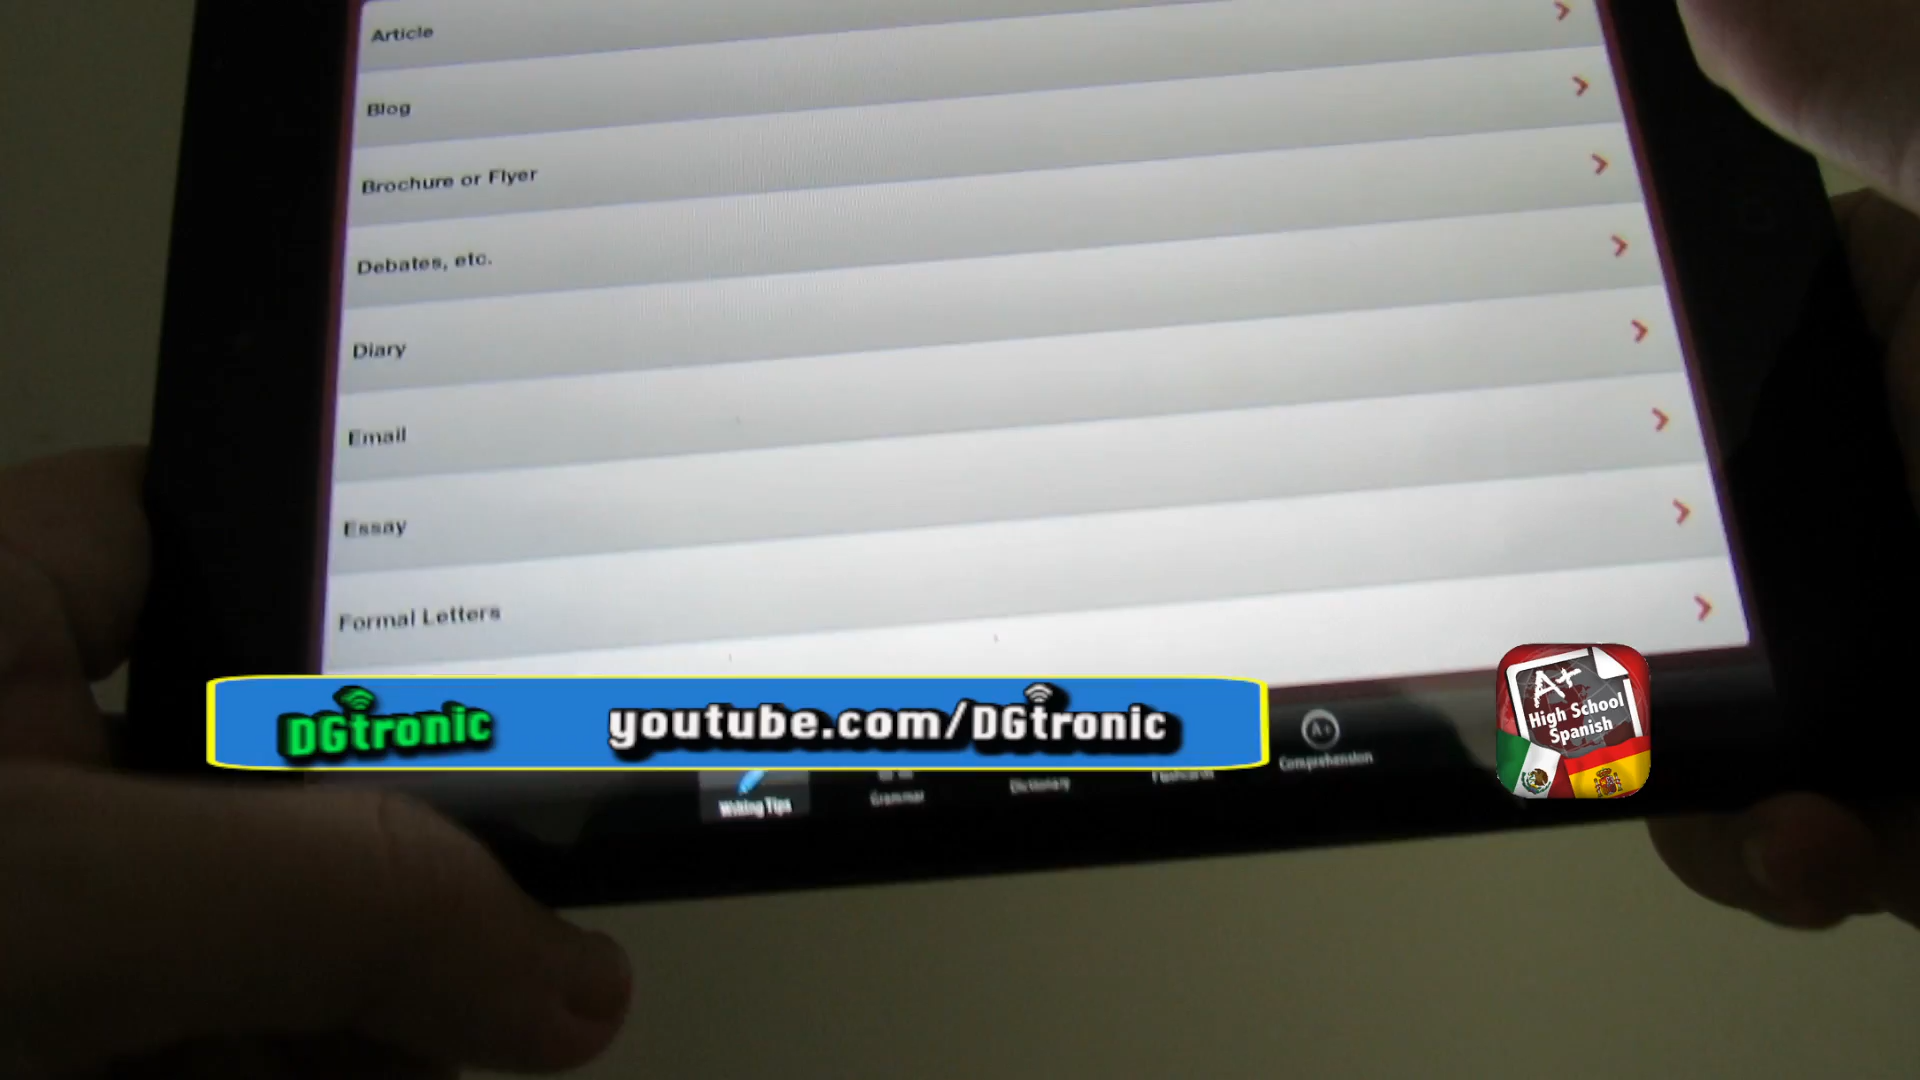 Article
Blog
Brochure or Flyer
Debates, etc.
Diary
Email
Essay
Formal Letters
DGtronic
youtube.com/DGtronic
A+
High School
Spanish
A+
Writing Tips
Grammar
Dictionary
Flashcards
Comprehension